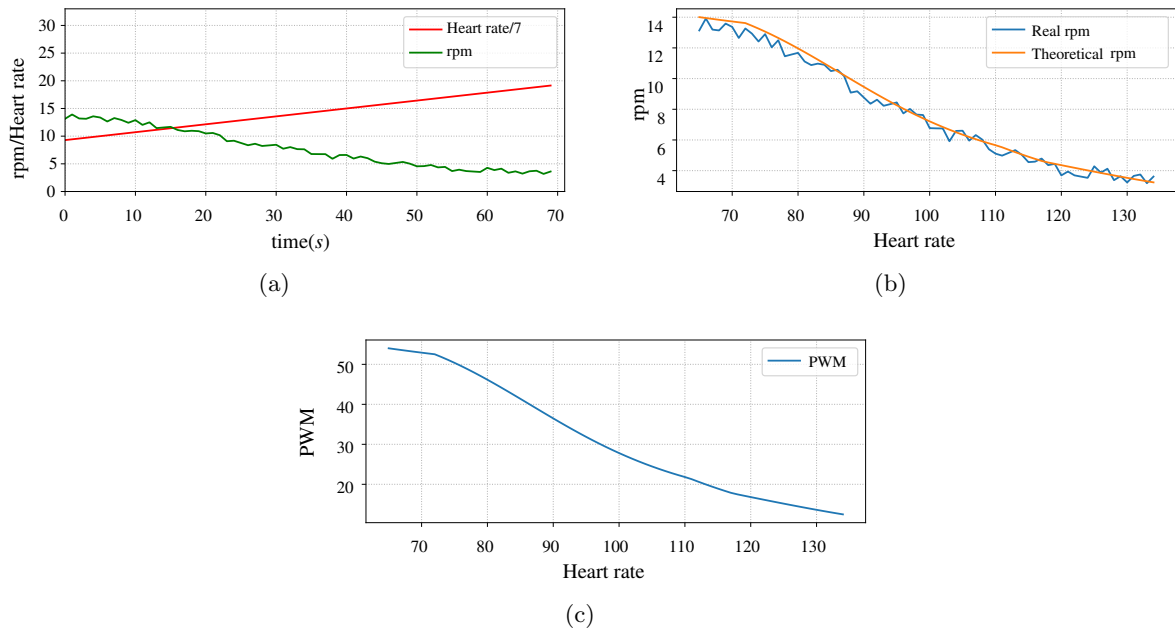 30
25
20
15
10
5
0
rpm/Heart rate
Heart rate/7
rpm
0 10 20 30 40 50 60 70
time(s)
(a)
14
12
10
8
6
4
rpm
Real rpm
Theoretical rpm
70 80 90 100 110 120 130
Heart rate
(b)
50
40
30
20
PWM
PWM
70 80 90 100 110 120 130
Heart rate
(c)